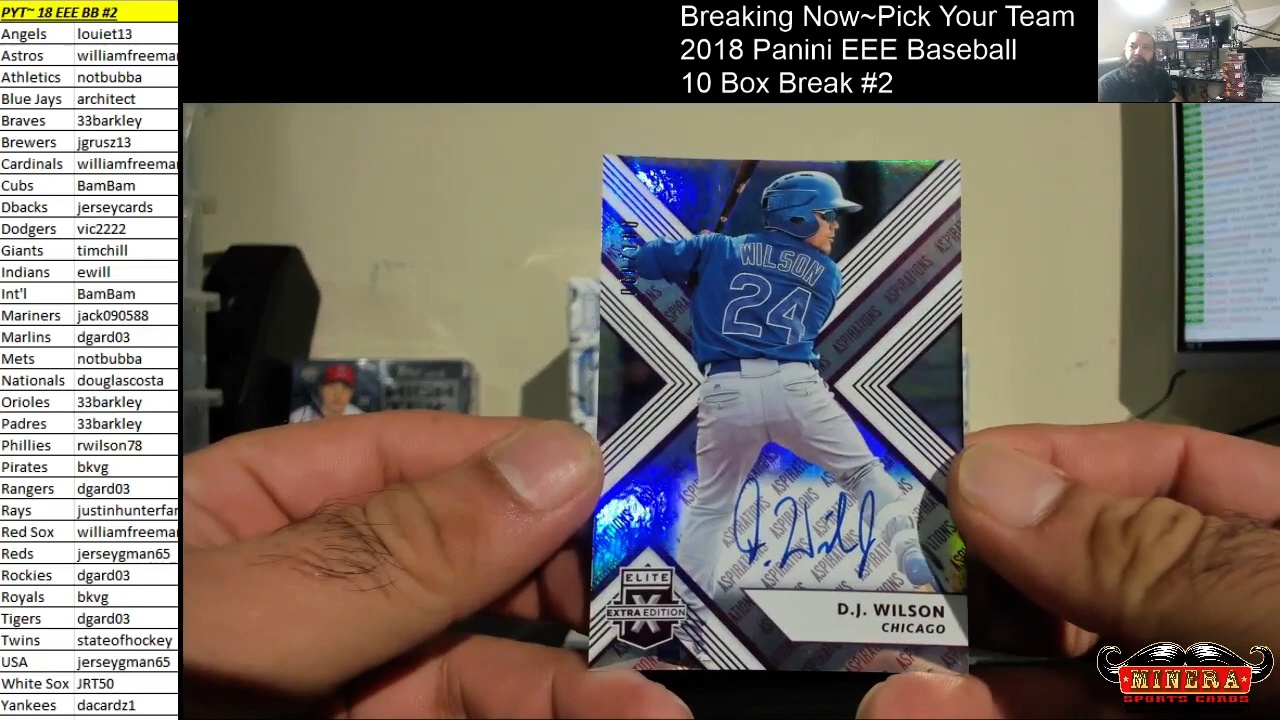 PYT~ 18 EEE BB #2
Angels louiet13
Astros williamfreema
Athletics notbubba
Blue Jays architect
Braves 33barkley
Brewers jgrusz13
Cardinals williamfreema
Cubs BamBam
Dbacks jerseycards
Dodgers vic2222
Giants timchill
Indians ewill
Int'l BamBam
Mariners jack090588
Marlins dgard03
Mets notbubba
Nationals douglascosta
Orioles 33barkley
Padres 33barkley
Phillies rwilson78
Pirates bkvg
Rangers dgard03
Rays justinhunterfar
Red Sox williamfreema
Reds jerseygman65
Rockies dgard03
Royals bkvg
Tigers dgard03
Twins stateofhockey
USA jerseygman65
White Sox JRT50
Yankees dacardz1
Breaking Now~Pick Your Team
2018 Panini EEE Baseball
10 Box Break #2
WILSON
24
ASPIRATIONS
ELITE
EXTRA EDITION
D.J. WILSON
CHICAGO
MINERA
SPORTS CARDS